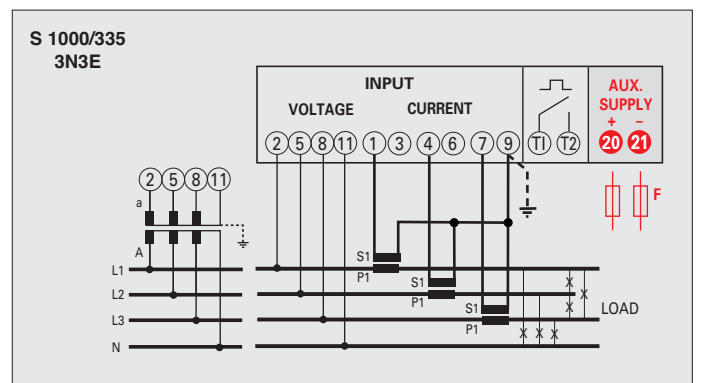 S 1000/335
3N3E
INPUT
VOLTAGE CURRENT
AUX.
SUPPLY
+ −
2 5 8 11 1 3 4 6 7 9 T1 T2 20 21
2 5 8 11
F
a
A
S1
P1
S1
P1
S1
P1
L1
L2
L3
N
X X
X
X X X
LOAD